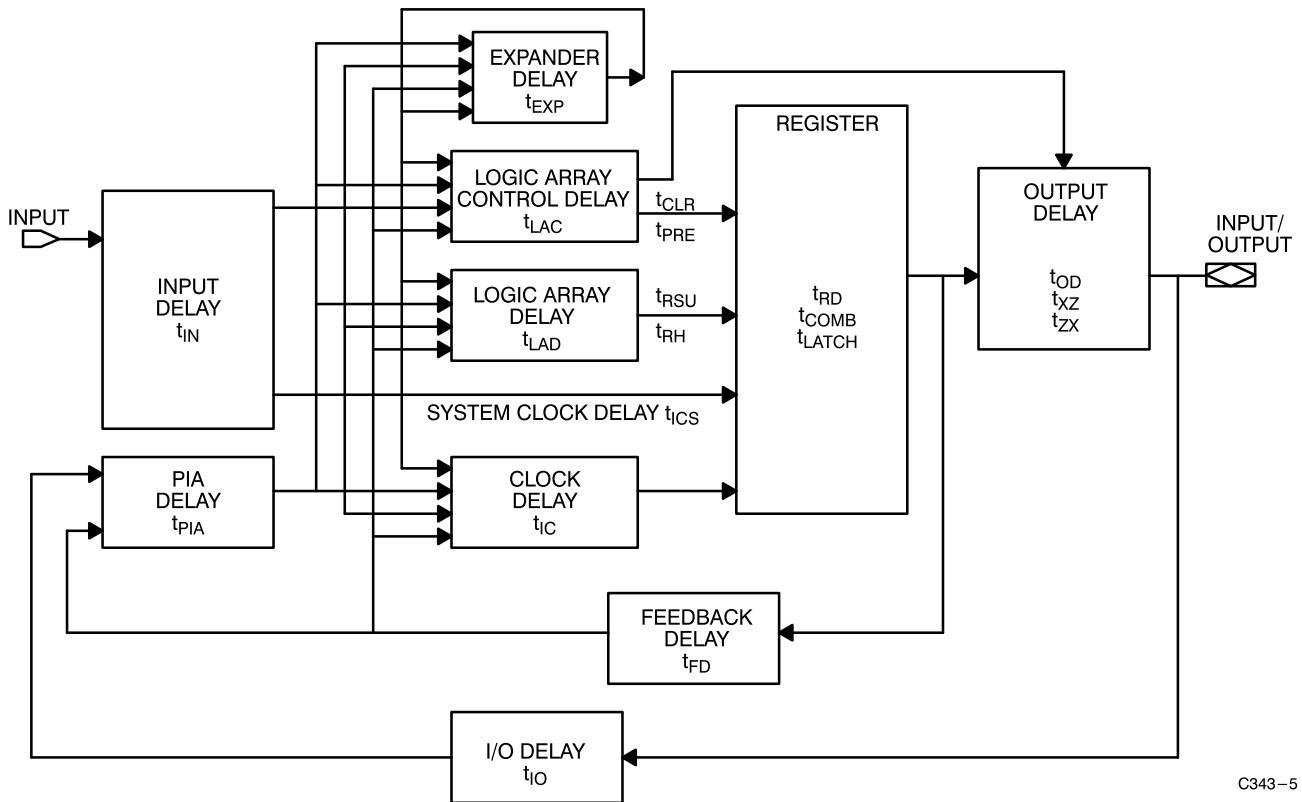 EXPANDER
DELAY
tEXP
REGISTER
LOGIC ARRAY
CONTROL DELAY
tLAC
tCLR
tPRE
OUTPUT
DELAY
tOD
tXZ
tZX
INPUT
INPUT/
OUTPUT
INPUT
DELAY
tIN
LOGIC ARRAY
DELAY
tLAD
tRSU
tRH
tRD
tCOMB
tLATCH
SYSTEM CLOCK DELAY tICS
PIA
DELAY
tPIA
CLOCK
DELAY
tIC
FEEDBACK
DELAY
tFD
I/O DELAY
tIO
C343–5